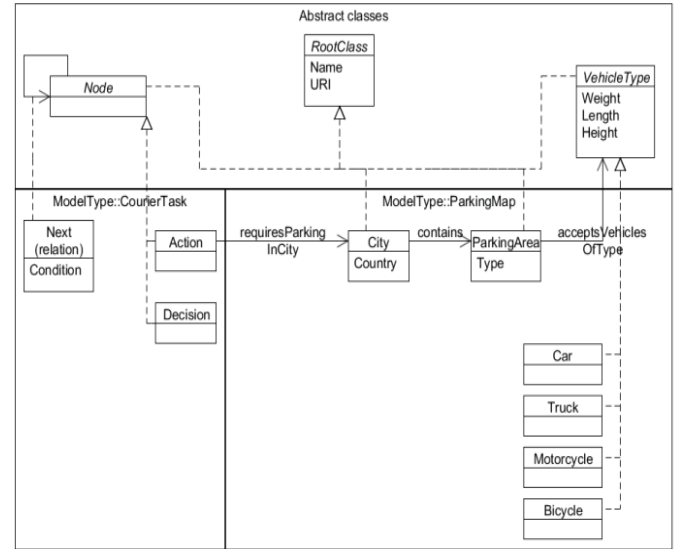 Abstract classes
RootClass
Name
URI
Node
VehicleType
Weight
Length
Height
ModelType::CourierTask
ModelType::ParkingMap
Next
(relation)
Condition
Action
requiresParking
InCity
City
Country
contains
ParkingArea
Type
acceptsVehicles
OfType
Decision
Car
Truck
Motorcycle
Bicycle